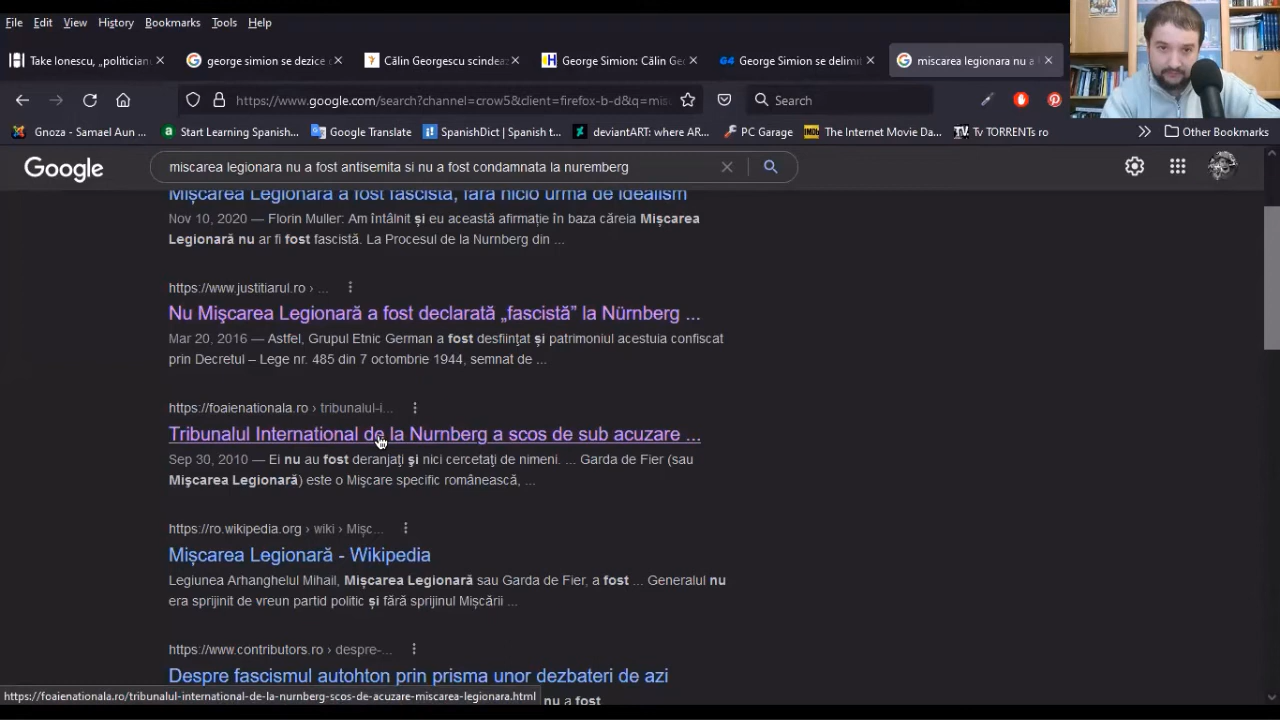 File Edit View History Bookmarks Tools Help
Take Ionescu, „politician
george simion se dezice
Călin Georgescu scindeaz
George Simion: Călin Ge
George Simion se delimit
miscarea legionara nu a
https://www.google.com/search?channel=crow5&client=firefox-b-d&q=mis
Search
Gnoza - Samael Aun ...
Start Learning Spanish...
Google Translate
SpanishDict | Spanish t...
deviantART: where AR...
PC Garage
The Internet Movie Da...
Tv TORRENTs ro
Other Bookmarks
Google
miscarea legionara nu a fost antisemita si nu a fost condamnata la nuremberg
Mișcarea Legionară a fost fascistă, fără nicio urmă de idealism
Nov 10, 2020 — Florin Muller: Am întâlnit și eu această afirmație în baza căreia Mișcarea
Legionară nu ar fi fost fascistă. La Procesul de la Nurnberg din ...
https://www.justitiarul.ro › ...
Nu Mişcarea Legionară a fost declarată „fascistă” la Nürnberg ...
Mar 20, 2016 — Astfel, Grupul Etnic German a fost desfiinţat şi patrimoniul acestuia confiscat
prin Decretul – Lege nr. 485 din 7 octombrie 1944, semnat de ...
https://foaienationala.ro › tribunalul-i...
Tribunalul International de la Nurnberg a scos de sub acuzare ...
Sep 30, 2010 — Ei nu au fost deranjaţi şi nici cercetaţi de nimeni. ... Garda de Fier (sau
Mişcarea Legionară) este o Mişcare specific românească, ...
https://ro.wikipedia.org › wiki › Mișc...
Mișcarea Legionară - Wikipedia
Legiunea Arhanghelul Mihail, Mișcarea Legionară sau Garda de Fier, a fost ... Generalul nu
era sprijinit de vreun partid politic și fără sprijinul Mișcării ...
https://www.contributors.ro › despre-...
Despre fascismul autohton prin prisma unor dezbateri de azi
nu a fost
https://foaienationala.ro/tribunalul-international-de-la-nurnberg-scos-de-acuzare-miscarea-legionara.html